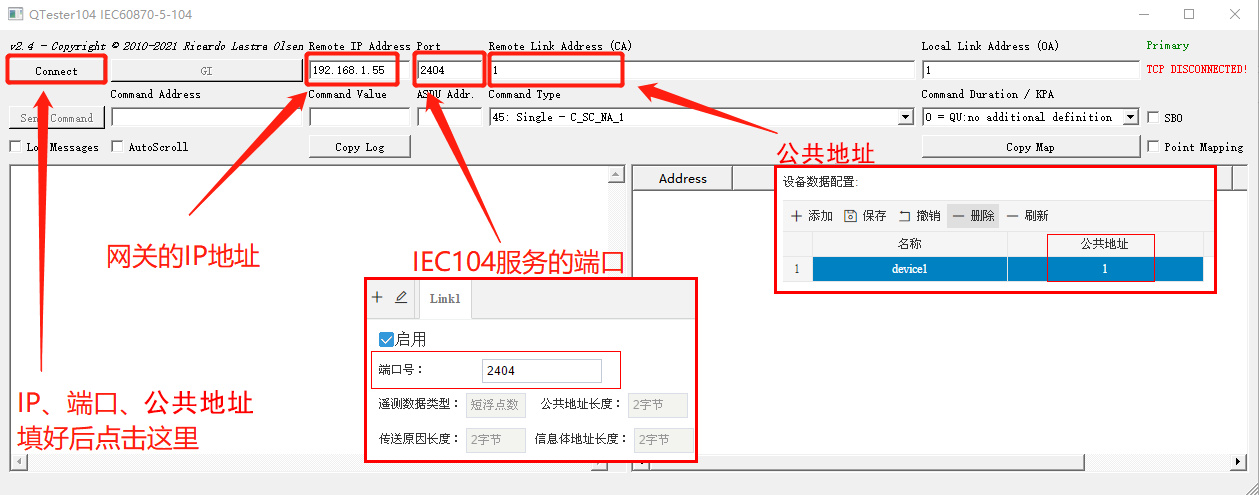 QTester104 IEC60870-5-104
v2.4 - Copyright © 2010-2021 Ricardo Lastra Olsen Remote IP Address Port Remote Link Address (CA) Local Link Address (OA) Primary
Connect GI 192.168.1.55 2404 1 1 TCP DISCONNECTED!
Command Address Command Value ASDU Addr. Command Type Command Duration / KPA
Send Command 45: Single - C_SC_NA_1 0 = QU:no additional definition SBO
Log Messages AutoScroll Copy Log Copy Map Point Mapping
公共地址
Address
设备数据配置:
添加 保存 撤销 删除 刷新
名称 公共地址
1 device1 1
网关的IP地址
IEC104服务的端口
Link1
启用
端口号: 2404
遥测数据类型: 短浮点数 公共地址长度: 2字节
传送原因长度: 2字节 信息体地址长度: 2字节
IP、端口、公共地址
填好后点击这里